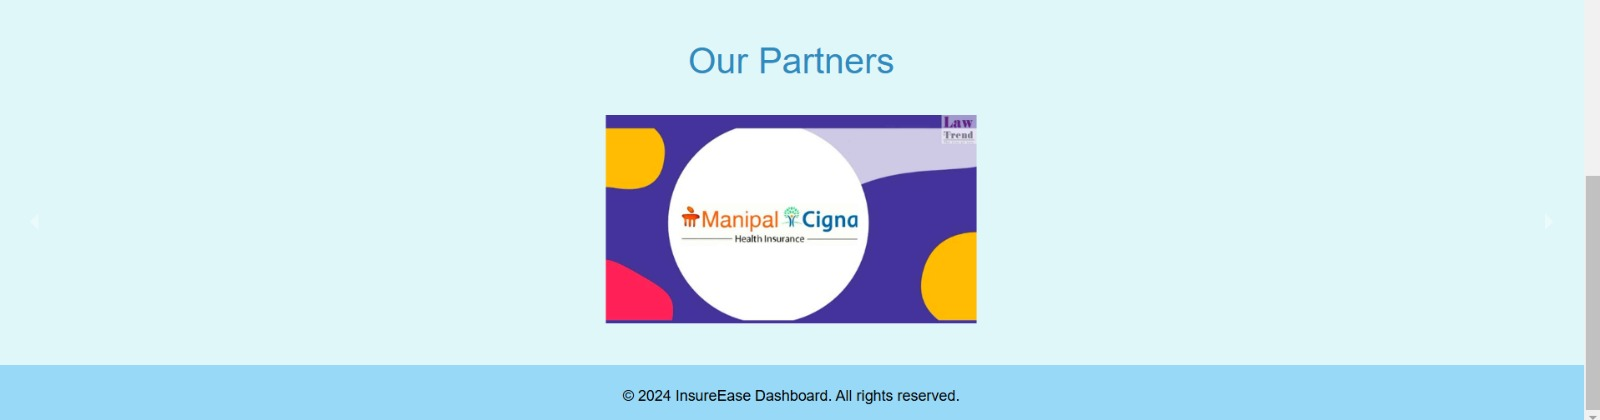 Our Partners
Law
Trend
Manipal Cigna
Health Insurance
© 2024 InsureEase Dashboard. All rights reserved.